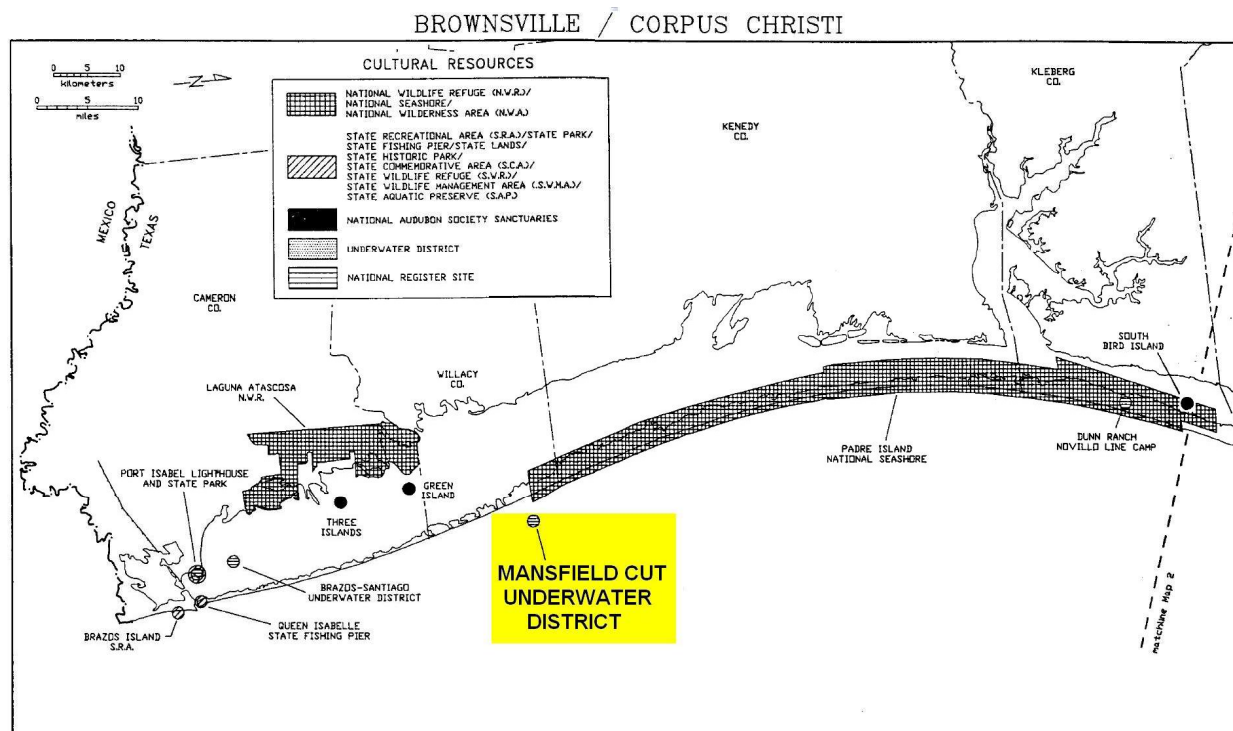 BROWNSVILLE / CORPUS CHRISTI
0 5 10
kilometers
0 5 10
miles
N
CULTURAL RESOURCES
NATIONAL WILDLIFE REFUGE (N.W.R.)/
NATIONAL SEASHORE/
NATIONAL WILDERNESS AREA (N.W.A.)
STATE RECREATIONAL AREA (S.R.A.)/STATE PARK/
STATE FISHING PIER/STATE LANDS/
STATE HISTORIC PARK/
STATE COMMEMORATIVE AREA (S.C.A.)/
STATE WILDLIFE REFUGE (S.W.R.)/
STATE WILDLIFE MANAGEMENT AREA (.S.W.M.A.)/
STATE AQUATIC PRESERVE (S.A.P.)
NATIONAL AUDUBON SOCIETY SANCTUARIES
UNDERWATER DISTRICT
NATIONAL REGISTER SITE
KLEBERG
CO.
KENEDY
CO.
MEXICO
TEXAS
CAMERON
CO.
WILLACY
CO.
SOUTH
BIRD ISLAND
LAGUNA ATASCOSA
N.W.R.
PADRE ISLAND
NATIONAL SEASHORE
DUNN RANCH
NOVILLO LINE CAMP
PORT ISABEL LIGHTHOUSE
AND STATE PARK
GREEN
ISLAND
THREE
ISLANDS
MANSFIELD CUT
UNDERWATER
DISTRICT
BRAZOS-SANTIAGO
UNDERWATER DISTRICT
QUEEN ISABELLE
STATE FISHING PIER
BRAZOS ISLAND
S.R.A.
matchline Map 2